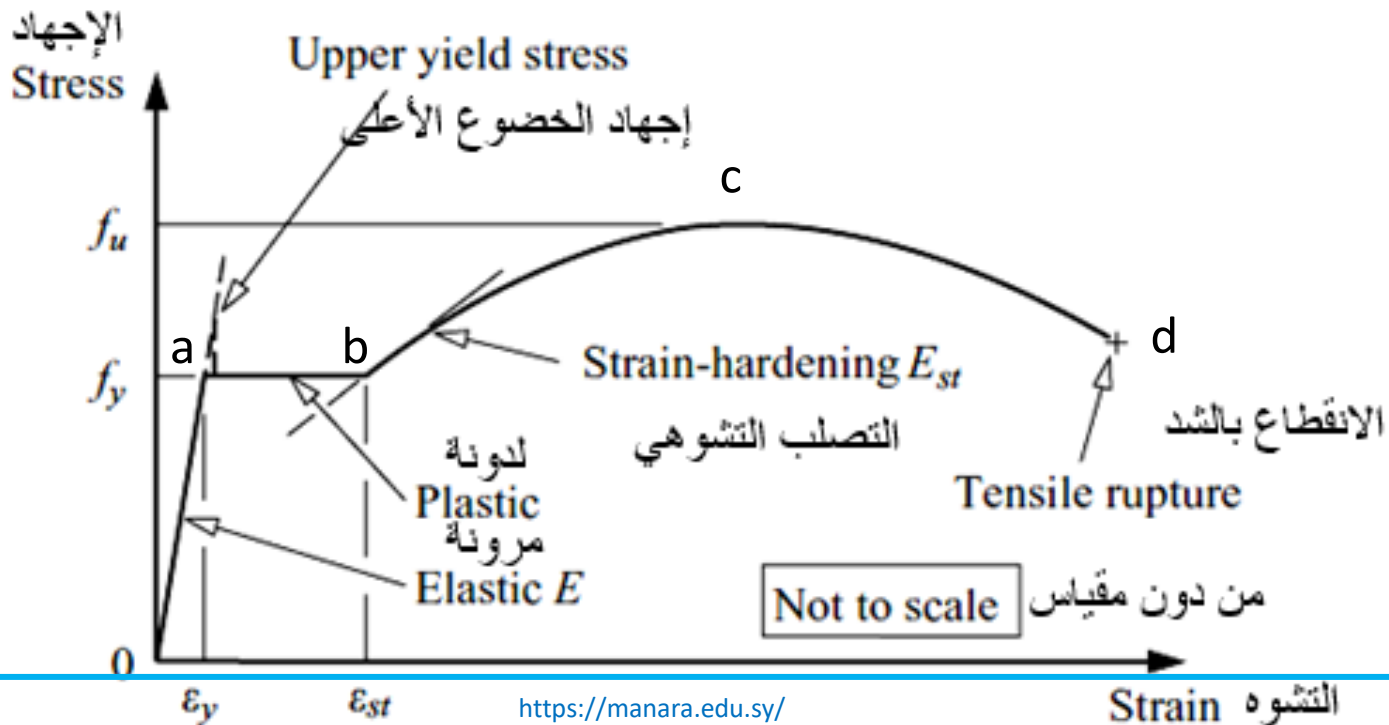 الإجهاد
Stress
Upper yield stress
إجهاد الخضوع الأعلى
c
fu
a
b
d
fy
Strain-hardening Est
التصلب التشوهي
الانقطاع بالشد
Tensile rupture
لدونة
Plastic
مرونة
Elastic E
Not to scale
من دون مقياس
0
εy
εst
https://manara.edu.sy/
Strain التشوه